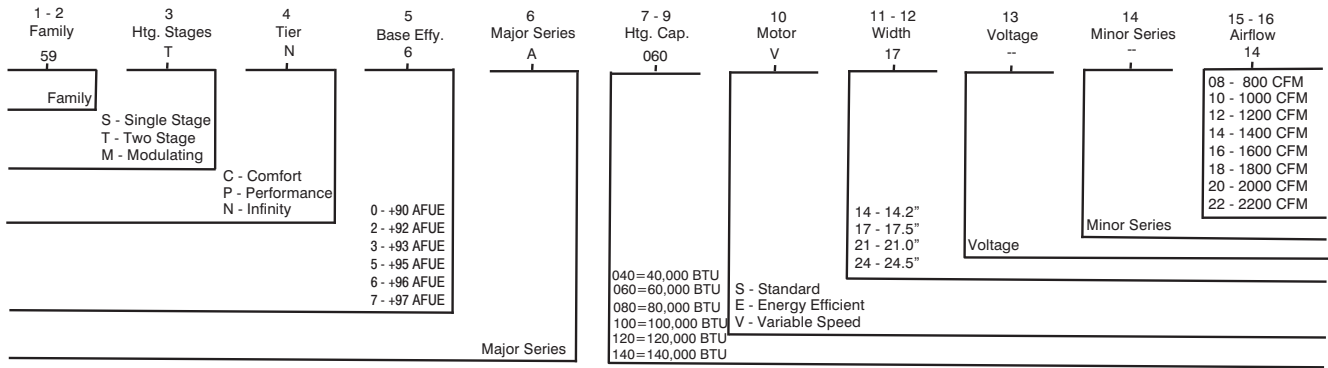 1 - 2 3 4 5 6 7 - 9 10 11 - 12 13 14 15 - 16
Family Htg. Stages Tier Base Effy. Major Series Htg. Cap. Motor Width Voltage Minor Series Airflow
59 T N 6 A 060 V 17 -- -- 14
Family
S - Single Stage
T - Two Stage
M - Modulating
C - Comfort
P - Performance
N - Infinity
0 - +90 AFUE
2 - +92 AFUE
3 - +93 AFUE
5 - +95 AFUE
6 - +96 AFUE
7 - +97 AFUE
Major Series
040=40,000 BTU
060=60,000 BTU
080=80,000 BTU
100=100,000 BTU
120=120,000 BTU
140=140,000 BTU
S - Standard
E - Energy Efficient
V - Variable Speed
14 - 14.2”
17 - 17.5”
21 - 21.0”
24 - 24.5”
Voltage
Minor Series
08 - 800 CFM
10 - 1000 CFM
12 - 1200 CFM
14 - 1400 CFM
16 - 1600 CFM
18 - 1800 CFM
20 - 2000 CFM
22 - 2200 CFM